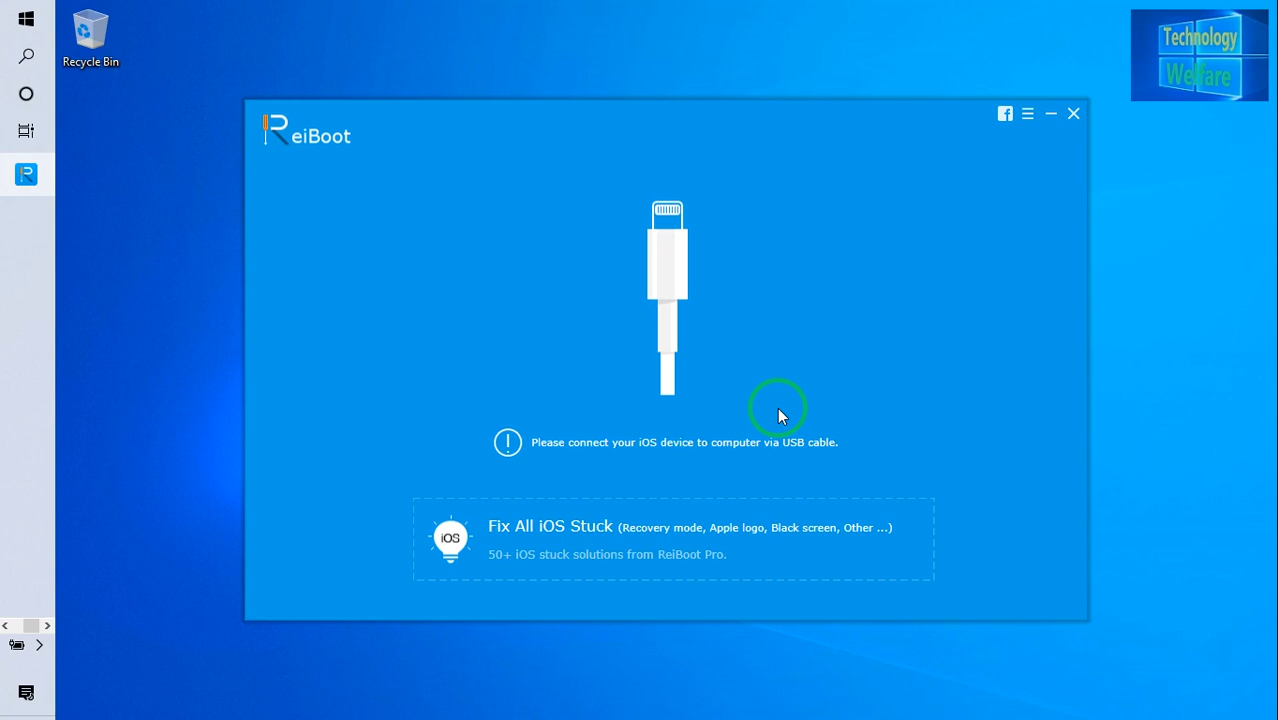 Recycle Bin
Technology
Welfare
ReiBoot
Please connect your iOS device to computer via USB cable.
iOS
Fix All iOS Stuck (Recovery mode, Apple logo, Black screen, Other ...)
50+ iOS stuck solutions from ReiBoot Pro.